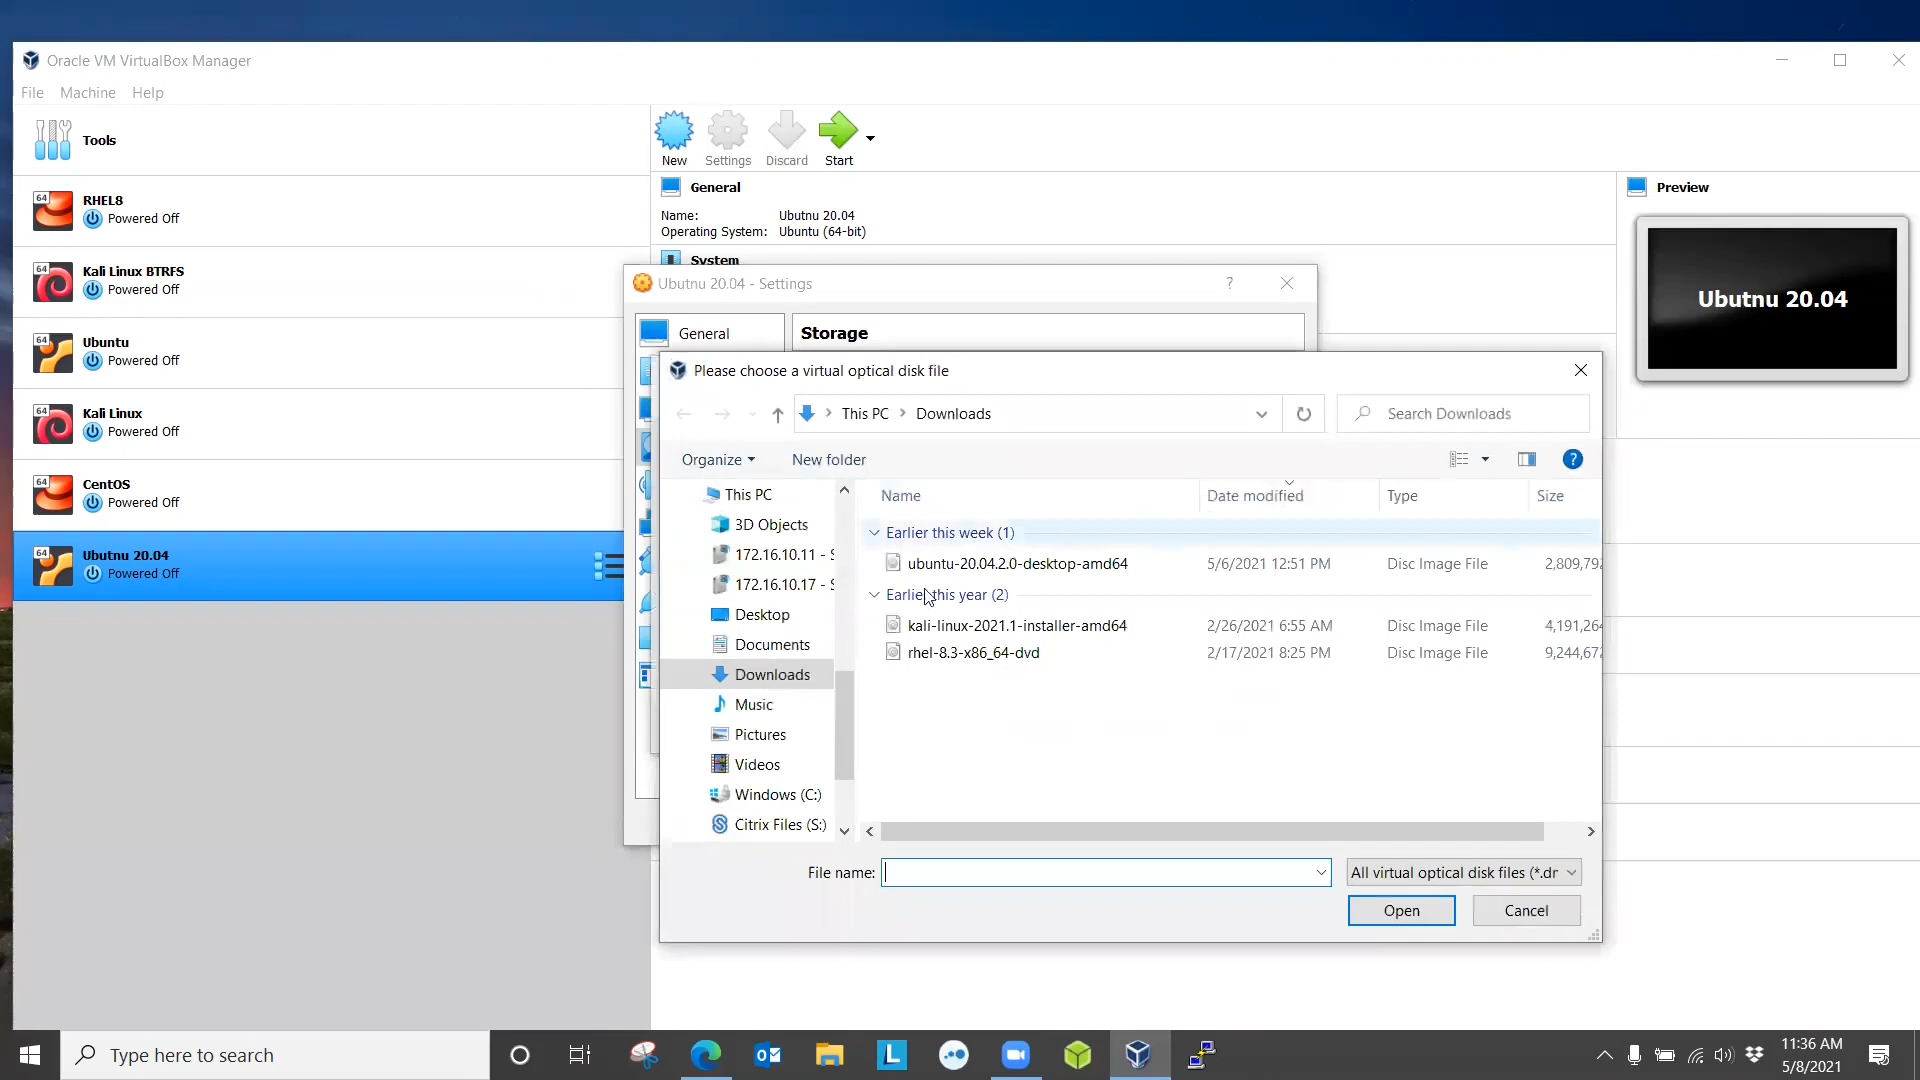 Oracle VM VirtualBox Manager
File Machine Help
Tools
New Settings Discard Start
64 RHEL8
Powered Off
64 Kali Linux BTRFS
Powered Off
64 Ubuntu
Powered Off
64 Kali Linux
Powered Off
64 CentOS
Powered Off
64 Ubutnu 20.04
Powered Off
General
Name: Ubutnu 20.04
Operating System: Ubuntu (64-bit)
System
Preview
Ubutnu 20.04
Ubutnu 20.04 - Settings ?
General
Storage
Please choose a virtual optical disk file
This PC > Downloads
Search Downloads
Organize New folder ?
This PC
3D Objects
172.16.10.11 - S
172.16.10.17 - S
Desktop
Documents
Downloads
Music
Pictures
Videos
Windows (C:)
Citrix Files (S:)
Name Date modified Type Size
Earlier this week (1)
ubuntu-20.04.2.0-desktop-amd64 5/6/2021 12:51 PM Disc Image File 2,809,792
Earlier this year (2)
kali-linux-2021.1-installer-amd64 2/26/2021 6:55 AM Disc Image File 4,191,264
rhel-8.3-x86_64-dvd 2/17/2021 8:25 PM Disc Image File 9,244,672
File name: All virtual optical disk files (*.dr
Open Cancel
Type here to search
11:36 AM
5/8/2021